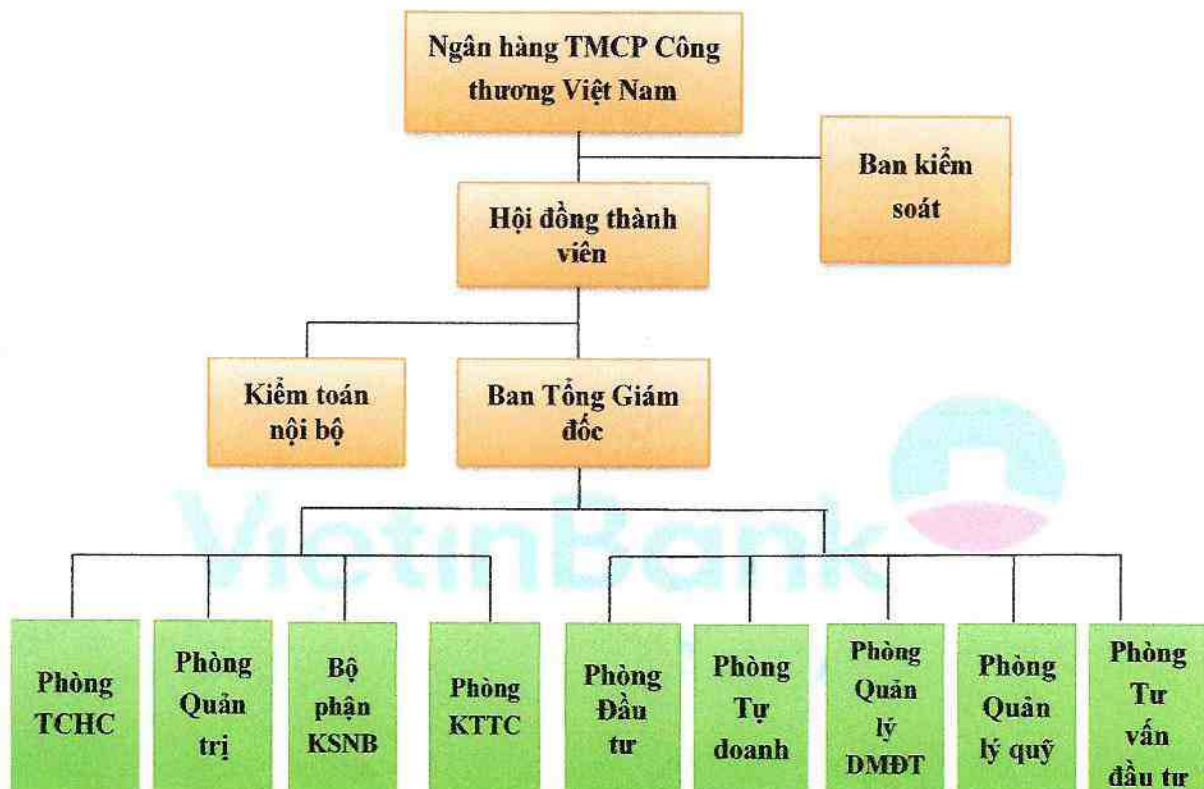 Ngân hàng TMCP Công
thương Việt Nam
Ban kiểm
soát
Hội đồng thành
viên
Kiểm toán
nội bộ
Ban Tổng Giám
đốc
VietinBank
Phòng
TCHC
Phòng
Quản
trị
Bộ
phận
KSNB
Phòng
KTTC
Phòng
Đầu
tư
Phòng
Tự
doanh
Phòng
Quản
lý
DMĐT
Phòng
Quản
lý quỹ
Phòng
Tư
vấn
đầu tư